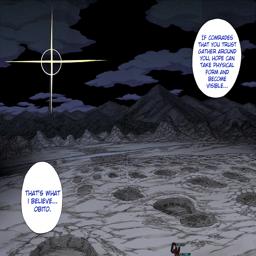 IF COMRADES
THAT YOU TRUST
GATHER AROUND
YOU, HOPE CAN
TAKE PHYSICAL
FORM AND
BECOME
VISIBLE...
THAT'S WHAT
I BELIEVE...
OBITO.